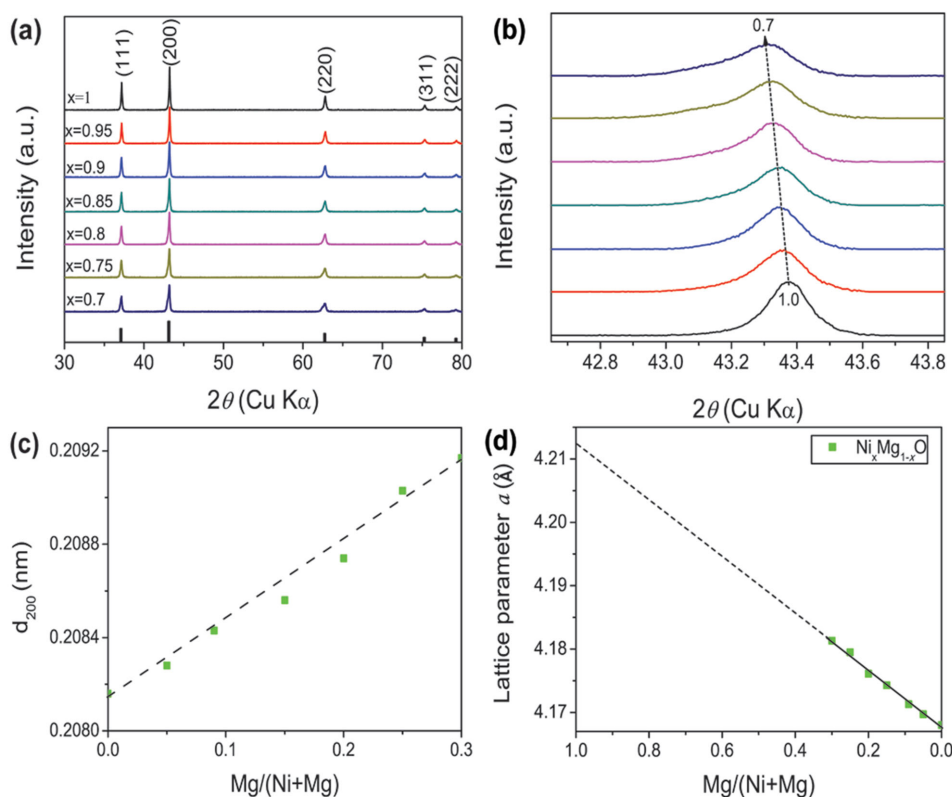 (a)
(111)
(200)
(220)
(311)
(222)
x=1
x=0.95
x=0.9
x=0.85
x=0.8
x=0.75
x=0.7
Intensity (a.u.)
30 40 50 60 70 80
2θ (Cu Kα)
(b)
0.7
1.0
Intensity (a.u.)
42.8 43.0 43.2 43.4 43.6 43.8
2θ (Cu Kα)
(c)
0.2092
0.2088
0.2084
0.2080
d200 (nm)
0.0 0.1 0.2 0.3
Mg/(Ni+Mg)
(d)
NixMg1-xO
4.21
4.20
4.19
4.18
4.17
Lattice parameter a (Å)
1.0 0.8 0.6 0.4 0.2 0.0
Mg/(Ni+Mg)